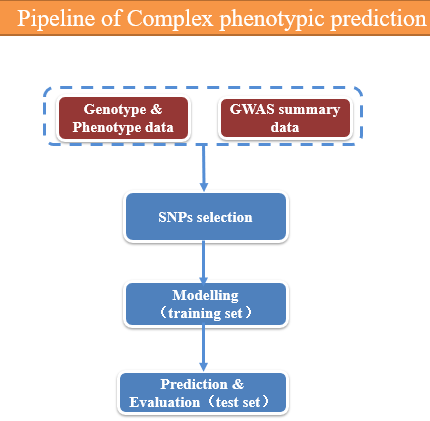 Pipeline of Complex phenotypic prediction
Genotype &
Phenotype data
GWAS summary
data
SNPs selection
Modelling
（training set）
Prediction &
Evaluation（test set）